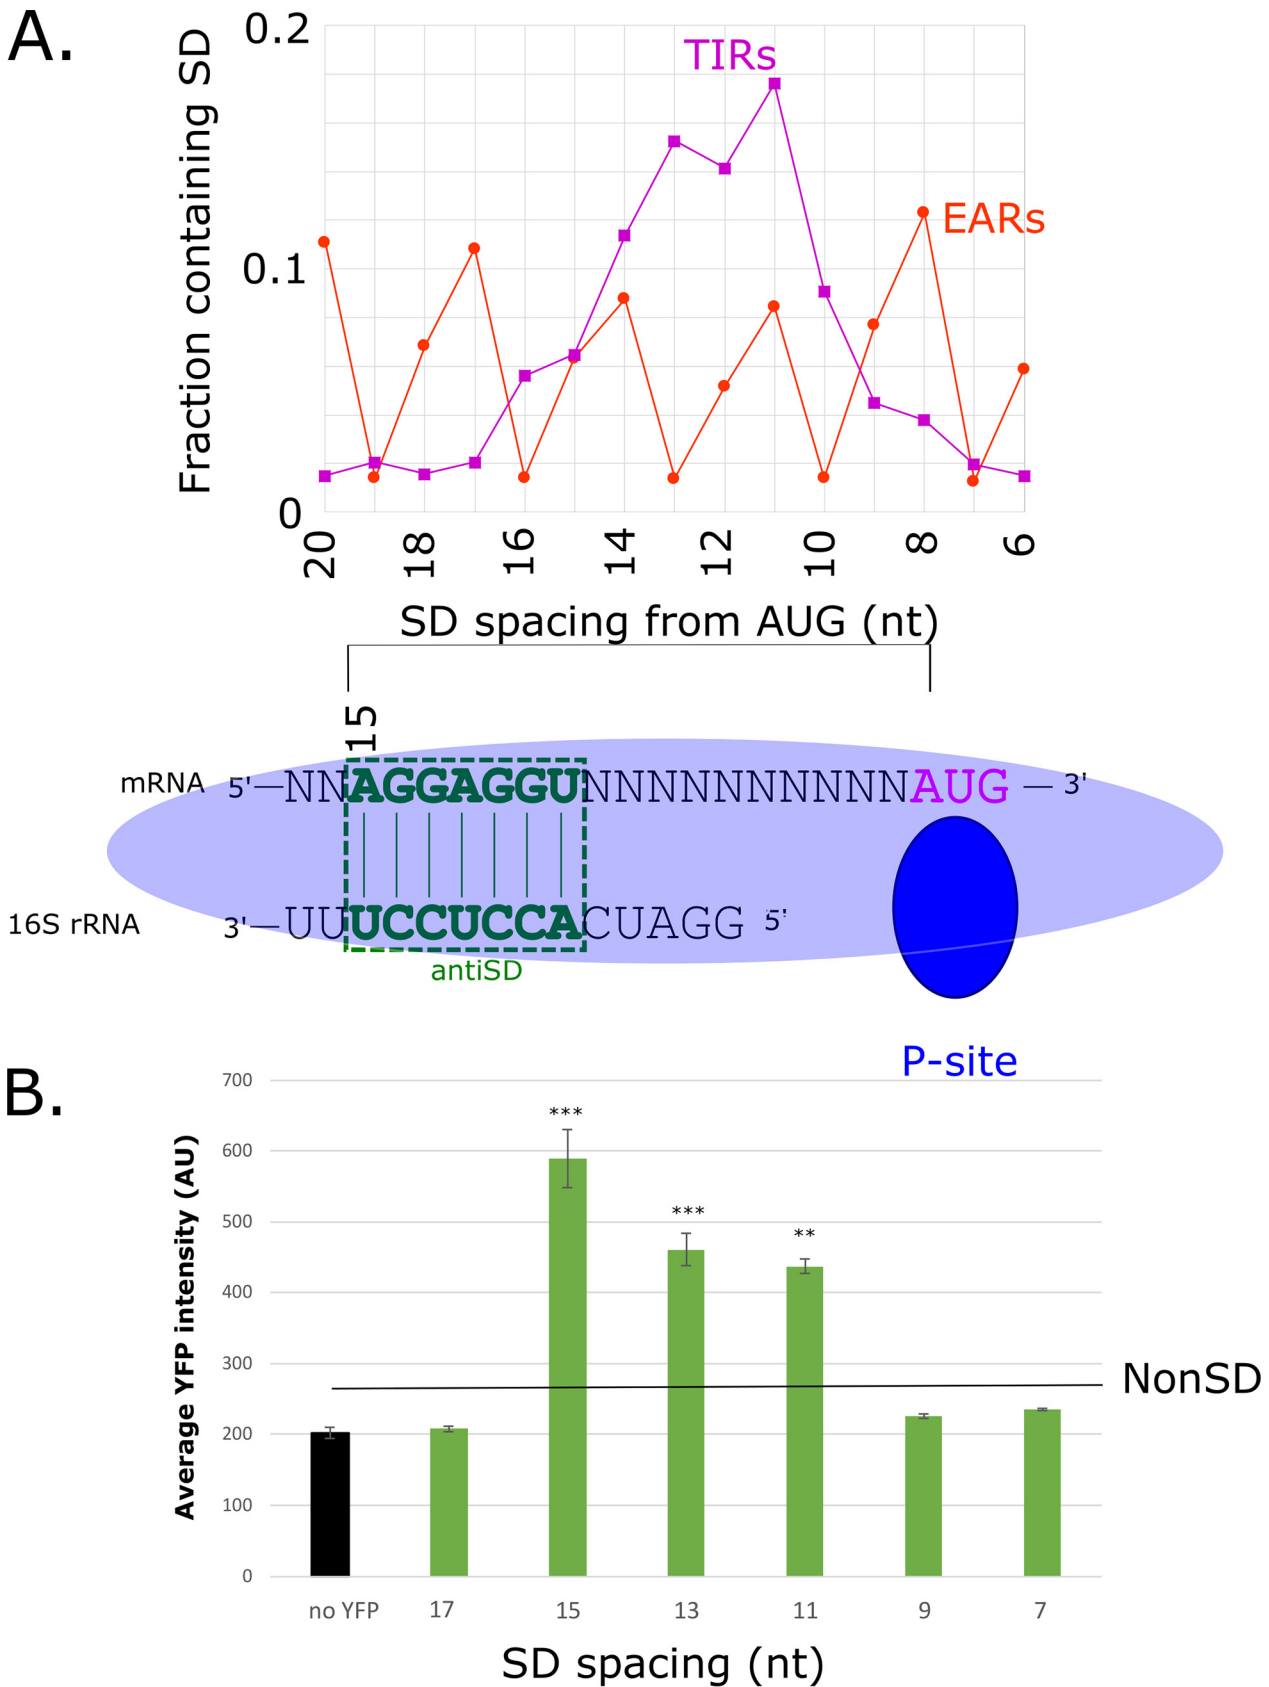 A.
Fraction containing SD
0.2
0.1
0
TIRs
EARs
20 18 16 14 12 10 8 6
SD spacing from AUG (nt)
15
mRNA 5'—NNAGGAGGUNNNNNNNNNNAUG — 3'
16S rRNA 3'—UUUCCUCCACUAGG 5'
antiSD
P-site
B.
Average YFP intensity (AU)
700
600
500
400
300
200
100
0
***
***
**
NonSD
no YFP 17 15 13 11 9 7
SD spacing (nt)